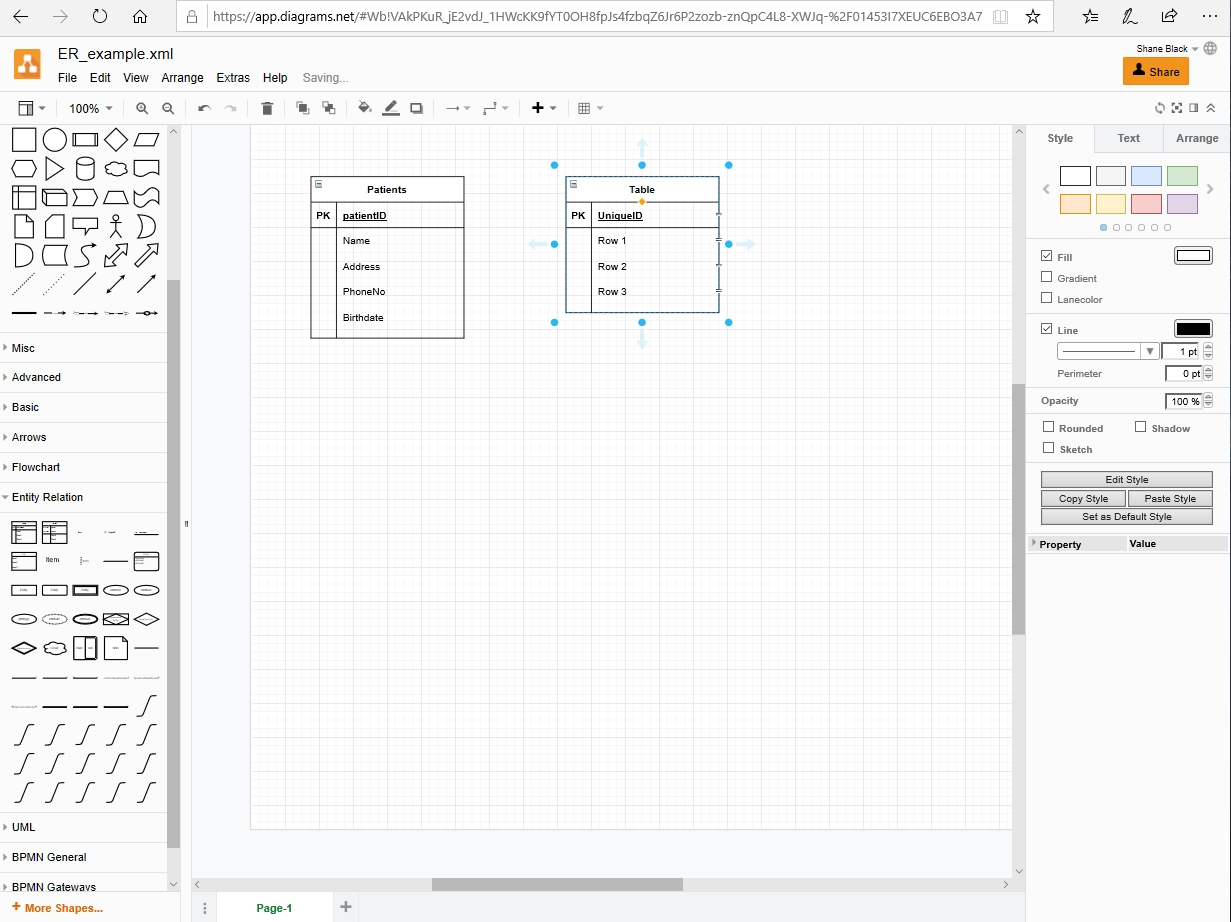 https://app.diagrams.net/#Wb!VAkPKuR_jE2vdJ_1HWcKK9fYT0OH8fpJs4fzbqZ6Jr6P2zozb-znQpC4L8-XWJq-%2F01453I7XEUC6EBO3A7
ER_example.xml
Shane Black
File Edit View Arrange Extras Help Saving...
Share
100%
Style Text Arrange
Patients
PK patientID
Name
Address
PhoneNo
Birthdate
Table
PK UniqueID
Row 1
Row 2
Row 3
Fill
Gradient
Lanecolor
Line
1 pt
Perimeter 0 pt
Opacity 100 %
Rounded Shadow
Sketch
Edit Style
Copy Style Paste Style
Set as Default Style
Property Value
Misc
Advanced
Basic
Arrows
Flowchart
Entity Relation
Item
UML
BPMN General
BPMN Gateways
+ More Shapes...
Page-1